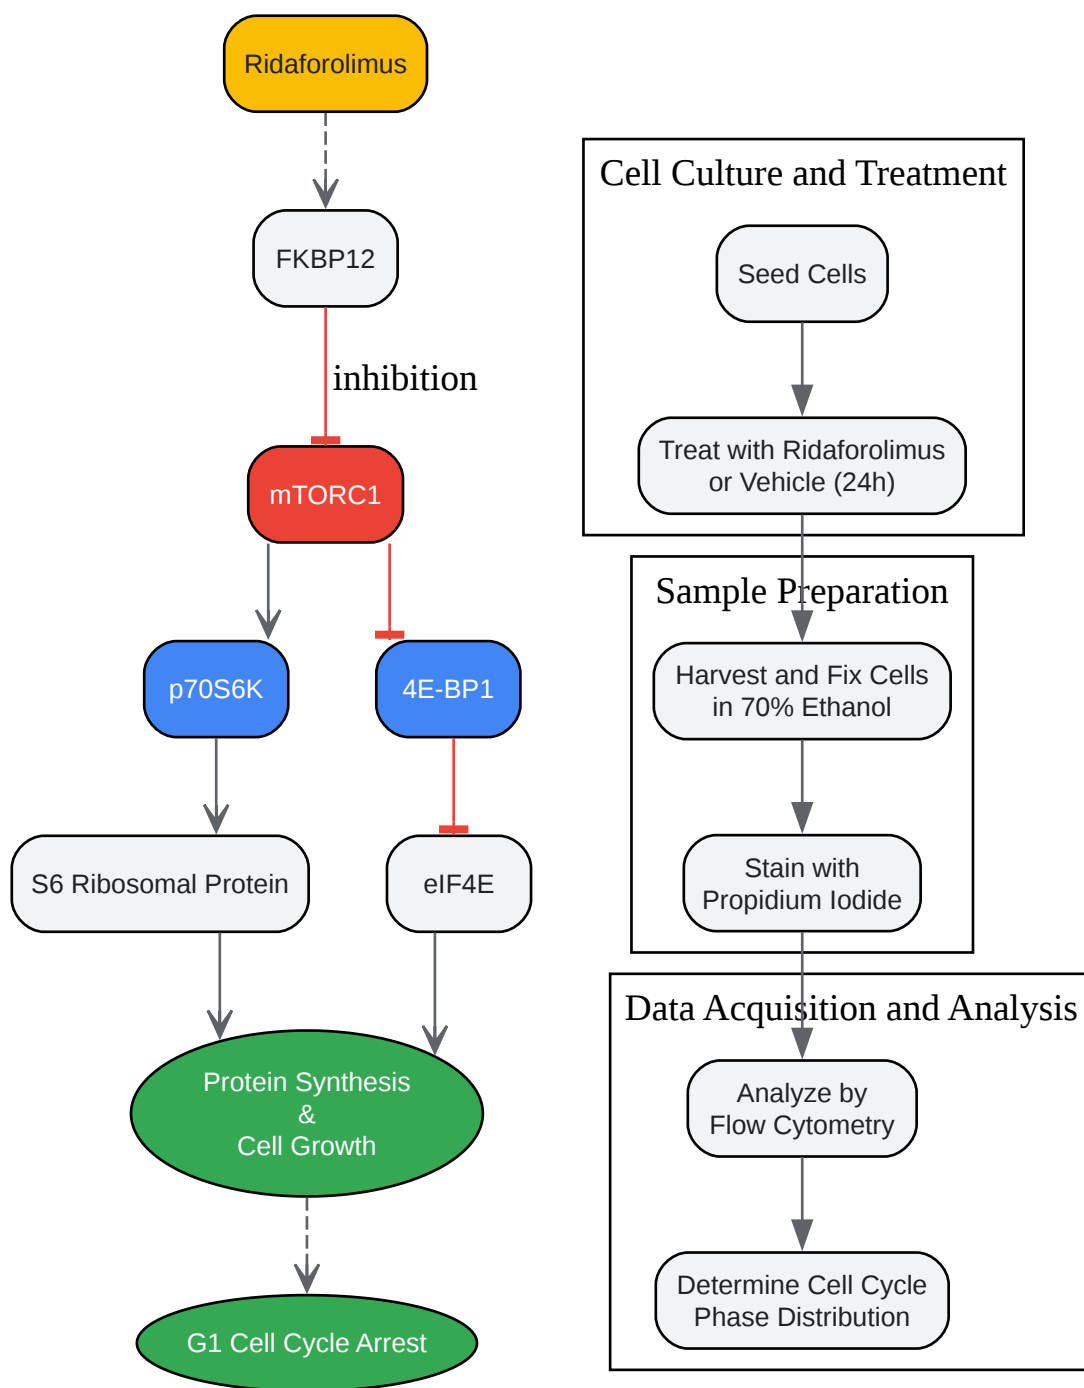 Ridaforolimus
FKBP12
inhibition
mTORC1
p70S6K
4E-BP1
S6 Ribosomal Protein
eIF4E
Protein Synthesis
&
Cell Growth
G1 Cell Cycle Arrest
Cell Culture and Treatment
Seed Cells
Treat with Ridaforolimus
or Vehicle (24h)
Sample Preparation
Harvest and Fix Cells
in 70% Ethanol
Stain with
Propidium Iodide
Data Acquisition and Analysis
Analyze by
Flow Cytometry
Determine Cell Cycle
Phase Distribution